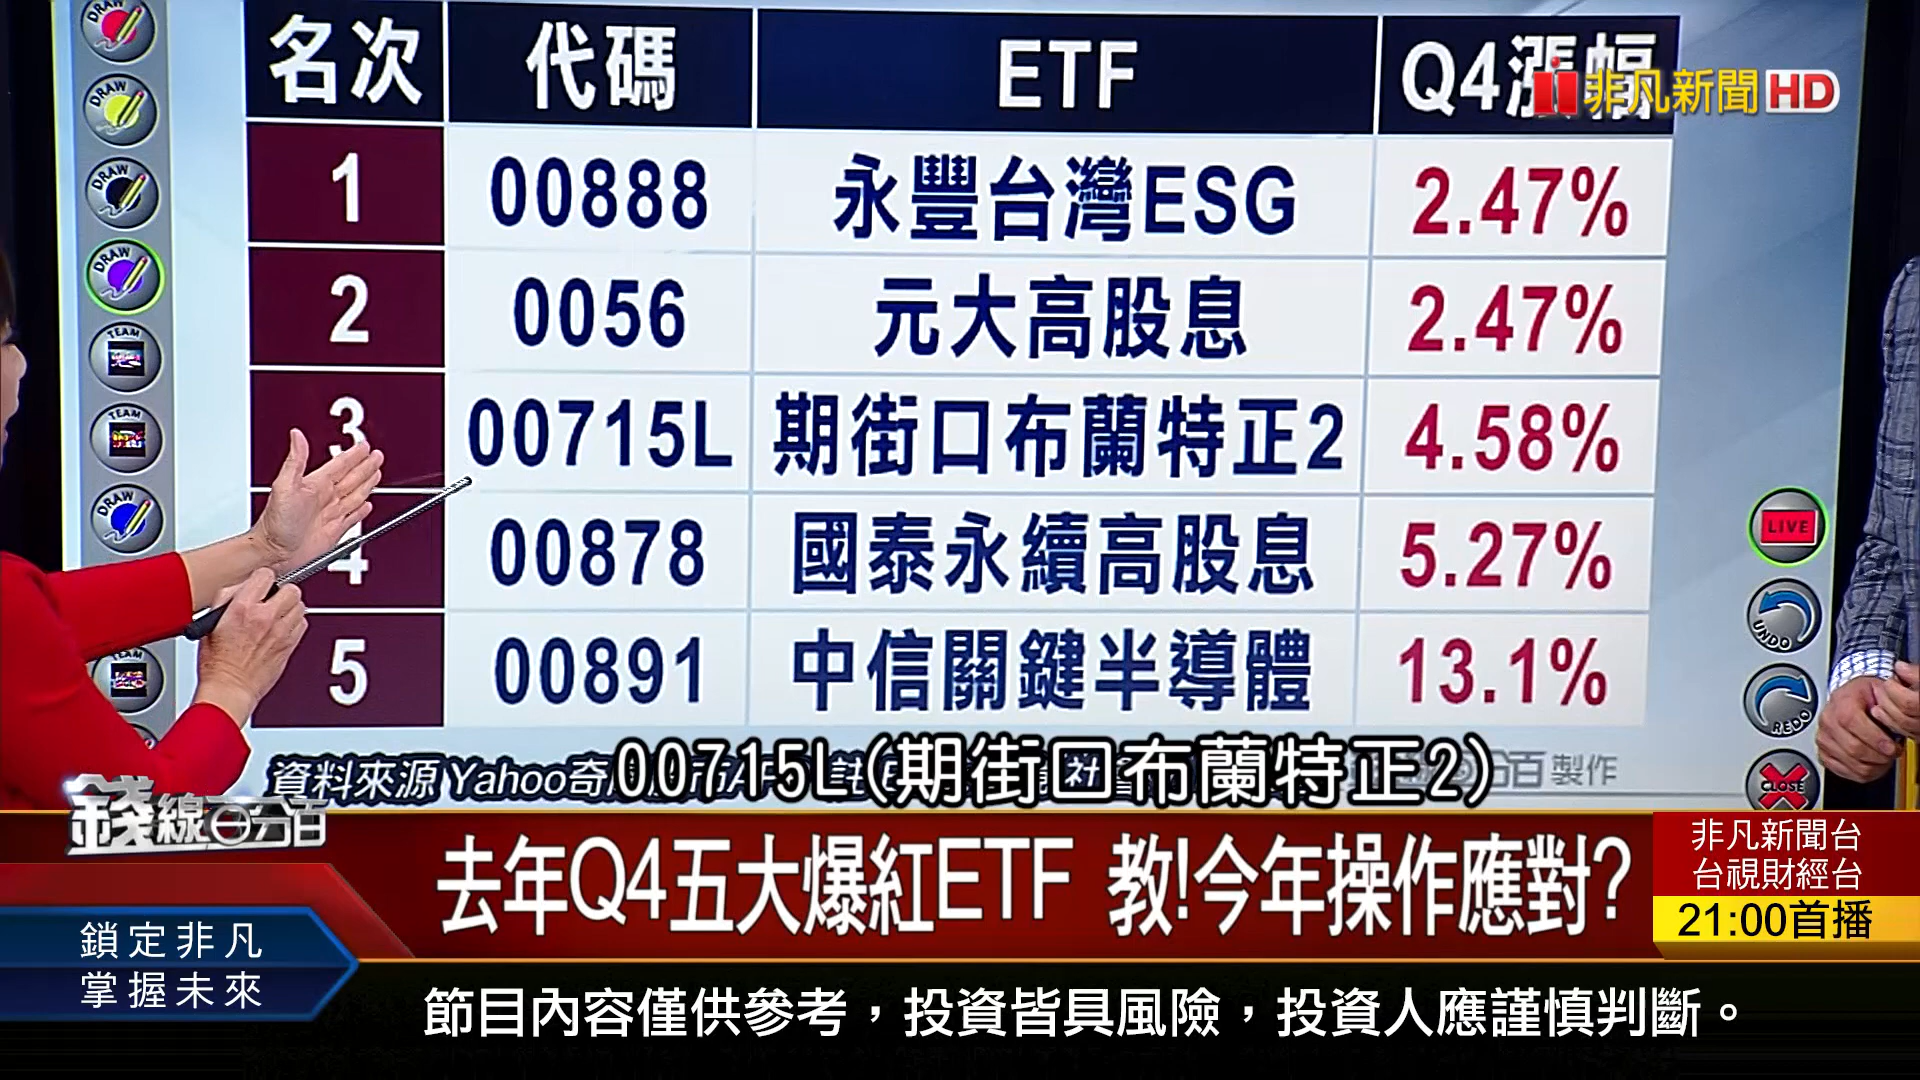 名次 代碼 ETF Q4漲幅
非凡新聞HD
1 00888 永豐台灣ESG 2.47%
2 0056 元大高股息 2.47%
3 00715L 期街口布蘭特正2 4.58%
4 00878 國泰永續高股息 5.27%
5 00891 中信關鍵半導體 13.1%
DRAW
DRAW
DRAW
DRAW
TEAM
TEAM
DRAW
TEAM
LIVE
UNDO
REDO
CLOSE
資料來源 Yahoo奇
製作
00715L(期街口布蘭特正2)
錢線百分百
去年Q4五大爆紅ETF 教!今年操作應對?
非凡新聞台
台視財經台
21:00首播
鎖定非凡
掌握未來
節目內容僅供參考，投資皆具風險，投資人應謹慎判斷。